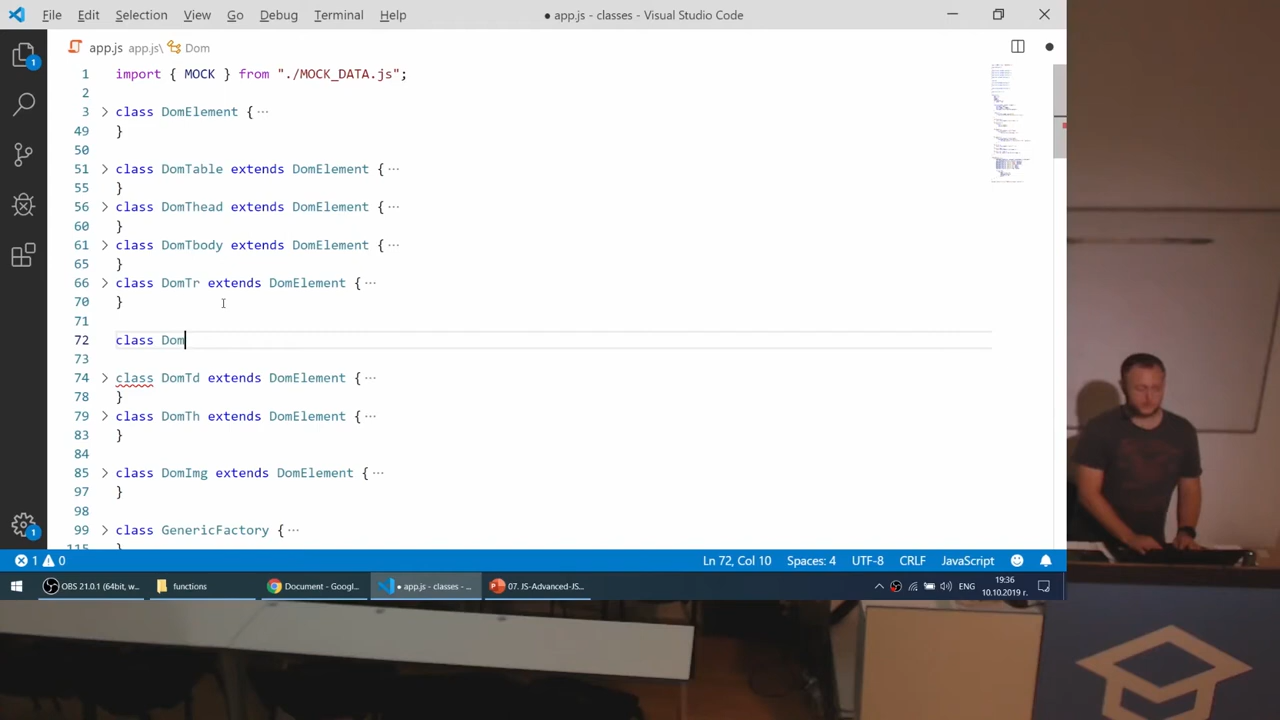 File Edit Selection View Go Debug Terminal Help
● app.js - classes - Visual Studio Code
app.js app.js\ Dom
1 import { MOCK } from "./MOCK_DATA.js";
2
3 class DomElement { ···
49
50
51 class DomTable extends DomElement { ···
55 }
56 class DomThead extends DomElement { ···
60 }
61 class DomTbody extends DomElement { ···
65 }
66 class DomTr extends DomElement { ···
70 }
71
72 class Dom
73
74 class DomTd extends DomElement { ···
78 }
79 class DomTh extends DomElement { ···
83 }
84
85 class DomImg extends DomElement { ···
97 }
98
99 class GenericFactory { ···
115 }
1
1
1 0 Ln 72, Col 10 Spaces: 4 UTF-8 CRLF JavaScript
OBS 21.0.1 (64bit, w... functions Document - Googl... ● app.js - classes - ... 07. JS-Advanced-JS... ENG 19:36
10.10.2019 г.